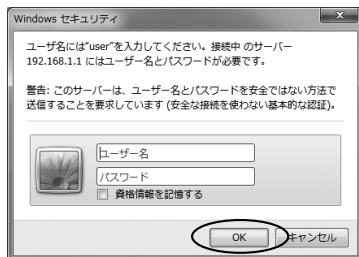 Windows セキュリティ
ユーザ名には"user"を入力してください。接続中 のサーバー
192.168.1.1 にはユーザー名とパスワードが必要です。
警告: このサーバーは、ユーザー名とパスワードを安全ではない方法で
送信することを要求しています (安全な接続を使わない基本的な認証)。
ユーザー名
パスワード
資格情報を記憶する
OK
キャンセル